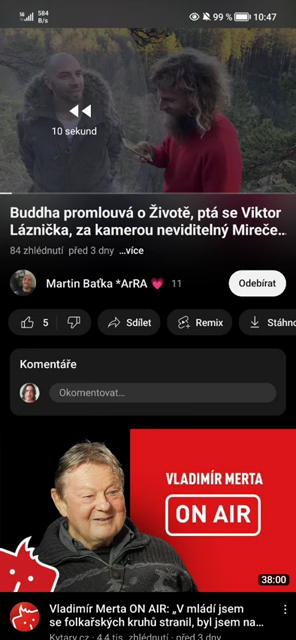 584
B/s
99 %
10:47
10 sekund
Buddha promlouvá o Životě, ptá se Viktor
Láznička, za kamerou neviditelný Mireče…
84 zhlédnutí před 3 dny ...více
Martin Baťka *ArRA 💗 11
Odebírat
5
Sdílet
Remix
Stáhno
Komentáře
Okomentovat…
VLADIMÍR MERTA
ON AIR
38:00
Vladimír Merta ON AIR: „V mládí jsem
se folkařských kruhů stranil, byl jsem na…
Kytary.cz · 4,4 tis. zhlédnutí · před 3 dny